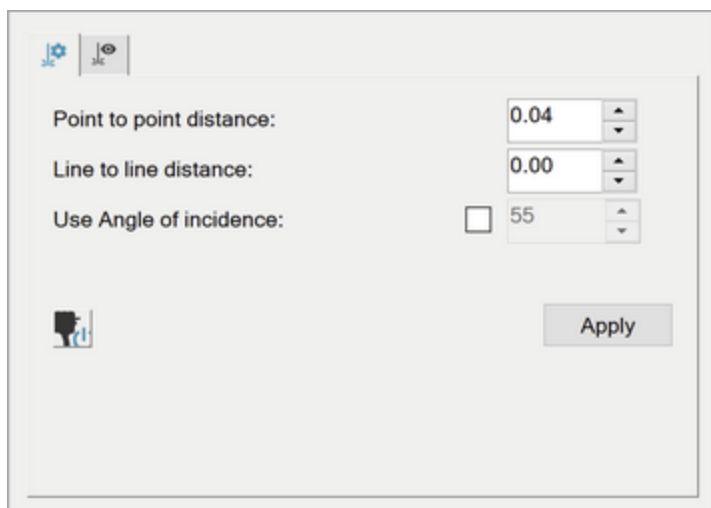 Point to point distance: 0.04
Line to line distance: 0.00
Use Angle of incidence: 55
Apply